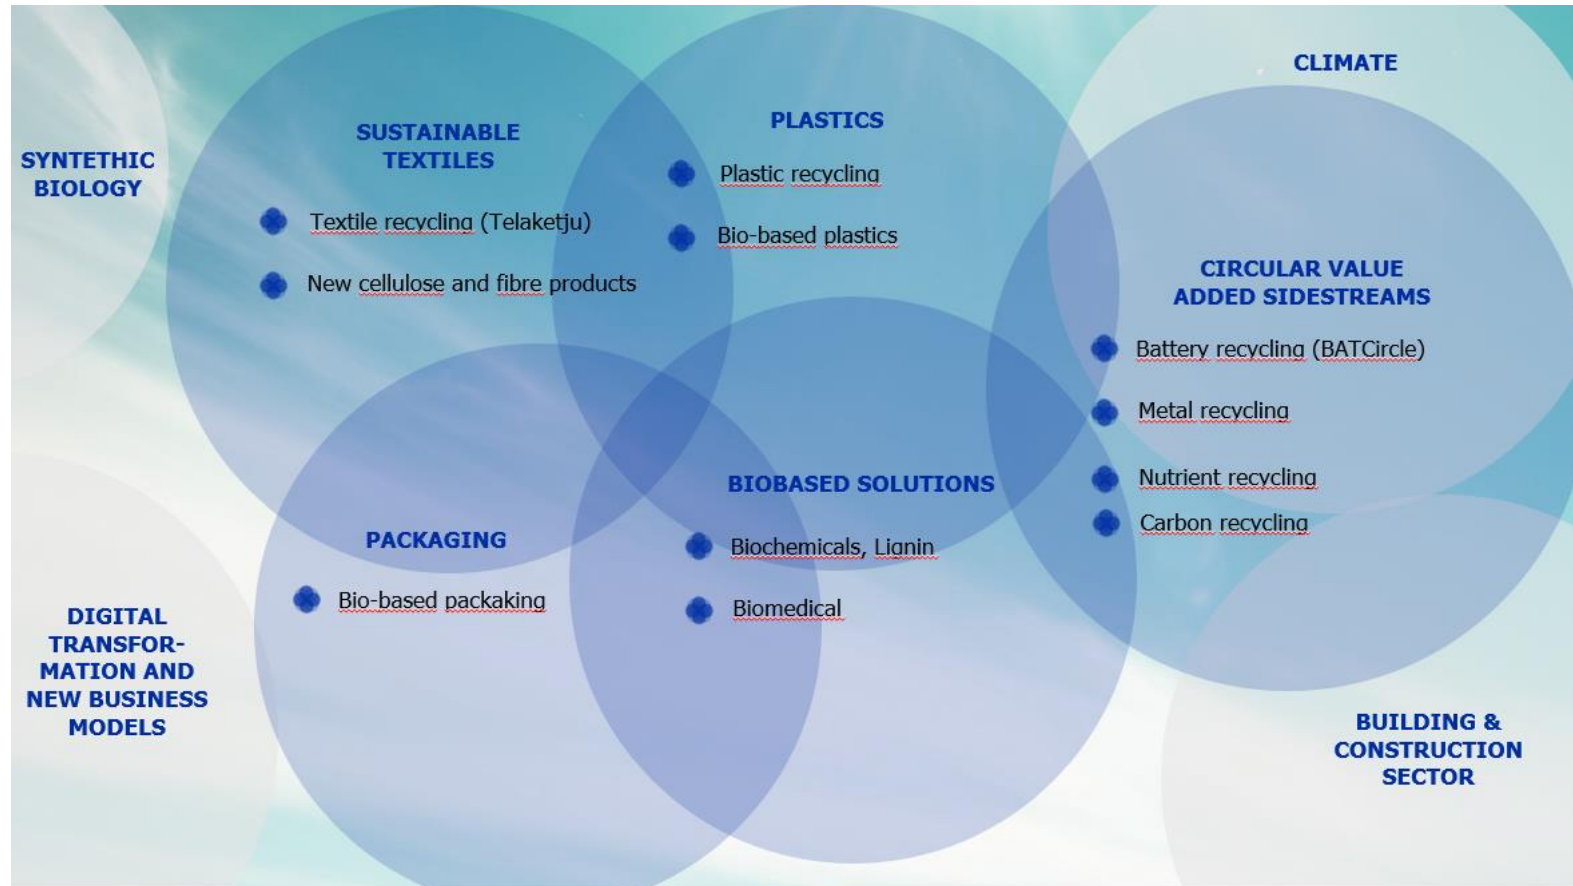 SYNTETHIC
BIOLOGY
SUSTAINABLE
TEXTILES
Textile recycling (Telaketju)
New cellulose and fibre products
PLASTICS
Plastic recycling
Bio-based plastics
CLIMATE
CIRCULAR VALUE
ADDED SIDESTREAMS
Battery recycling (BATCircle)
Metal recycling
Nutrient recycling
Carbon recycling
BIOBASED SOLUTIONS
Biochemicals, Lignin
Biomedical
PACKAGING
Bio-based packaking
DIGITAL
TRANSFOR-
MATION AND
NEW BUSINESS
MODELS
BUILDING &
CONSTRUCTION
SECTOR